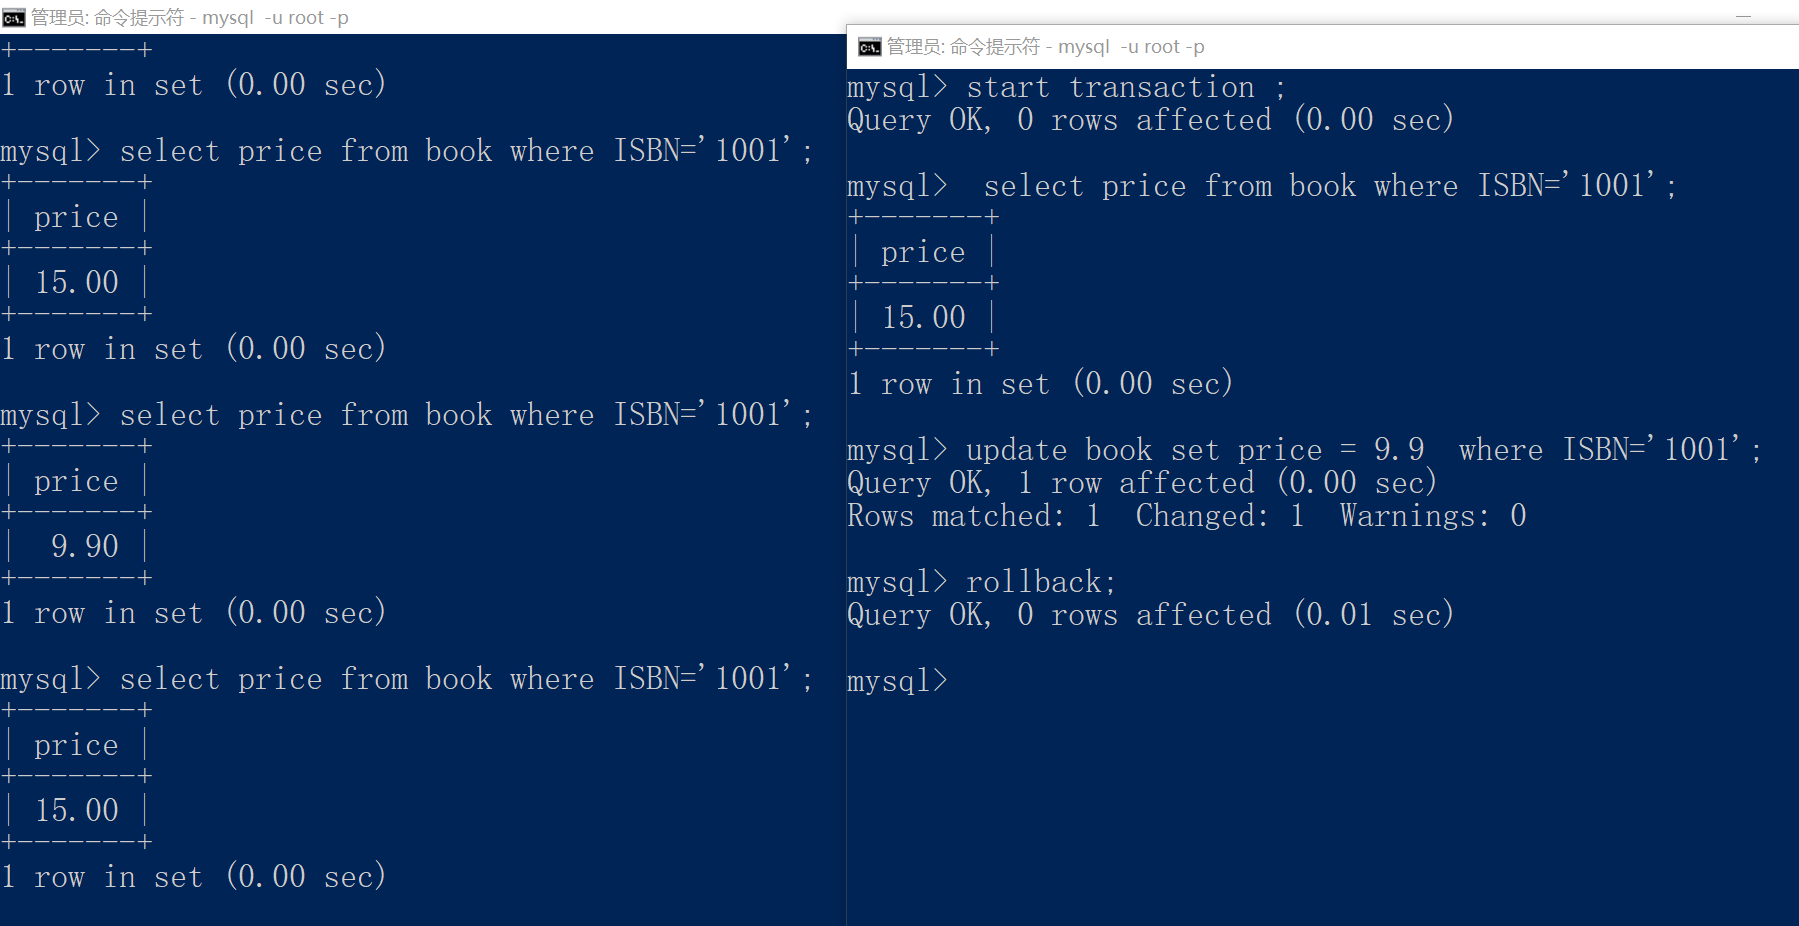 管理员: 命令提示符 - mysql  -u root -p
+-------+
1 row in set (0.00 sec)
mysql> select price from book where ISBN='1001';
+-------+
| price |
+-------+
| 15.00 |
+-------+
1 row in set (0.00 sec)
mysql> select price from book where ISBN='1001';
+-------+
| price |
+-------+
|  9.90 |
+-------+
1 row in set (0.00 sec)
mysql> select price from book where ISBN='1001';
+-------+
| price |
+-------+
| 15.00 |
+-------+
1 row in set (0.00 sec)
管理员: 命令提示符 - mysql  -u root -p
mysql> start transaction ;
Query OK, 0 rows affected (0.00 sec)
mysql>  select price from book where ISBN='1001';
+-------+
| price |
+-------+
| 15.00 |
+-------+
1 row in set (0.00 sec)
mysql> update book set price = 9.9  where ISBN='1001';
Query OK, 1 row affected (0.00 sec)
Rows matched: 1  Changed: 1  Warnings: 0
mysql> rollback;
Query OK, 0 rows affected (0.01 sec)
mysql>